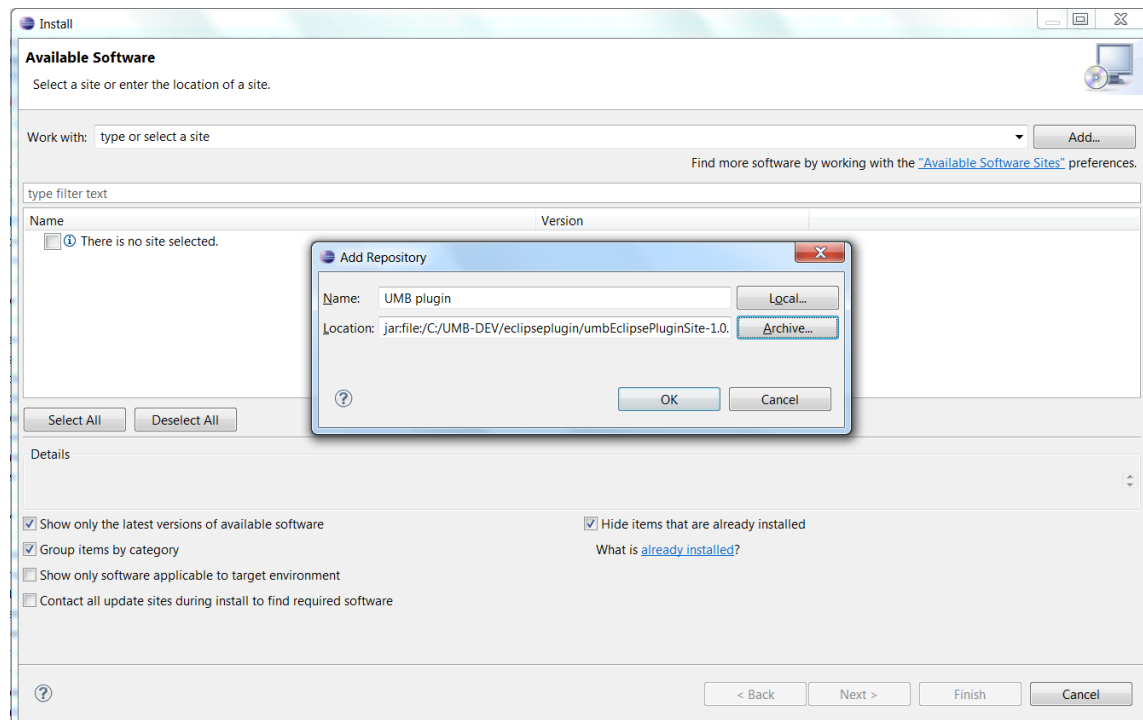 Install
Available Software
Select a site or enter the location of a site.
Work with: type or select a site Add...
Find more software by working with the "Available Software Sites" preferences.
type filter text
Name Version
There is no site selected.
Add Repository
Name: UMB plugin Local...
Location: jar:file:/C:/UMB-DEV/eclipseplugin/umbEclipsePluginSite-1.0. Archive...
OK Cancel
Select All Deselect All
Details
Show only the latest versions of available software Hide items that are already installed
Group items by category What is already installed?
Show only software applicable to target environment
Contact all update sites during install to find required software
< Back Next > Finish Cancel